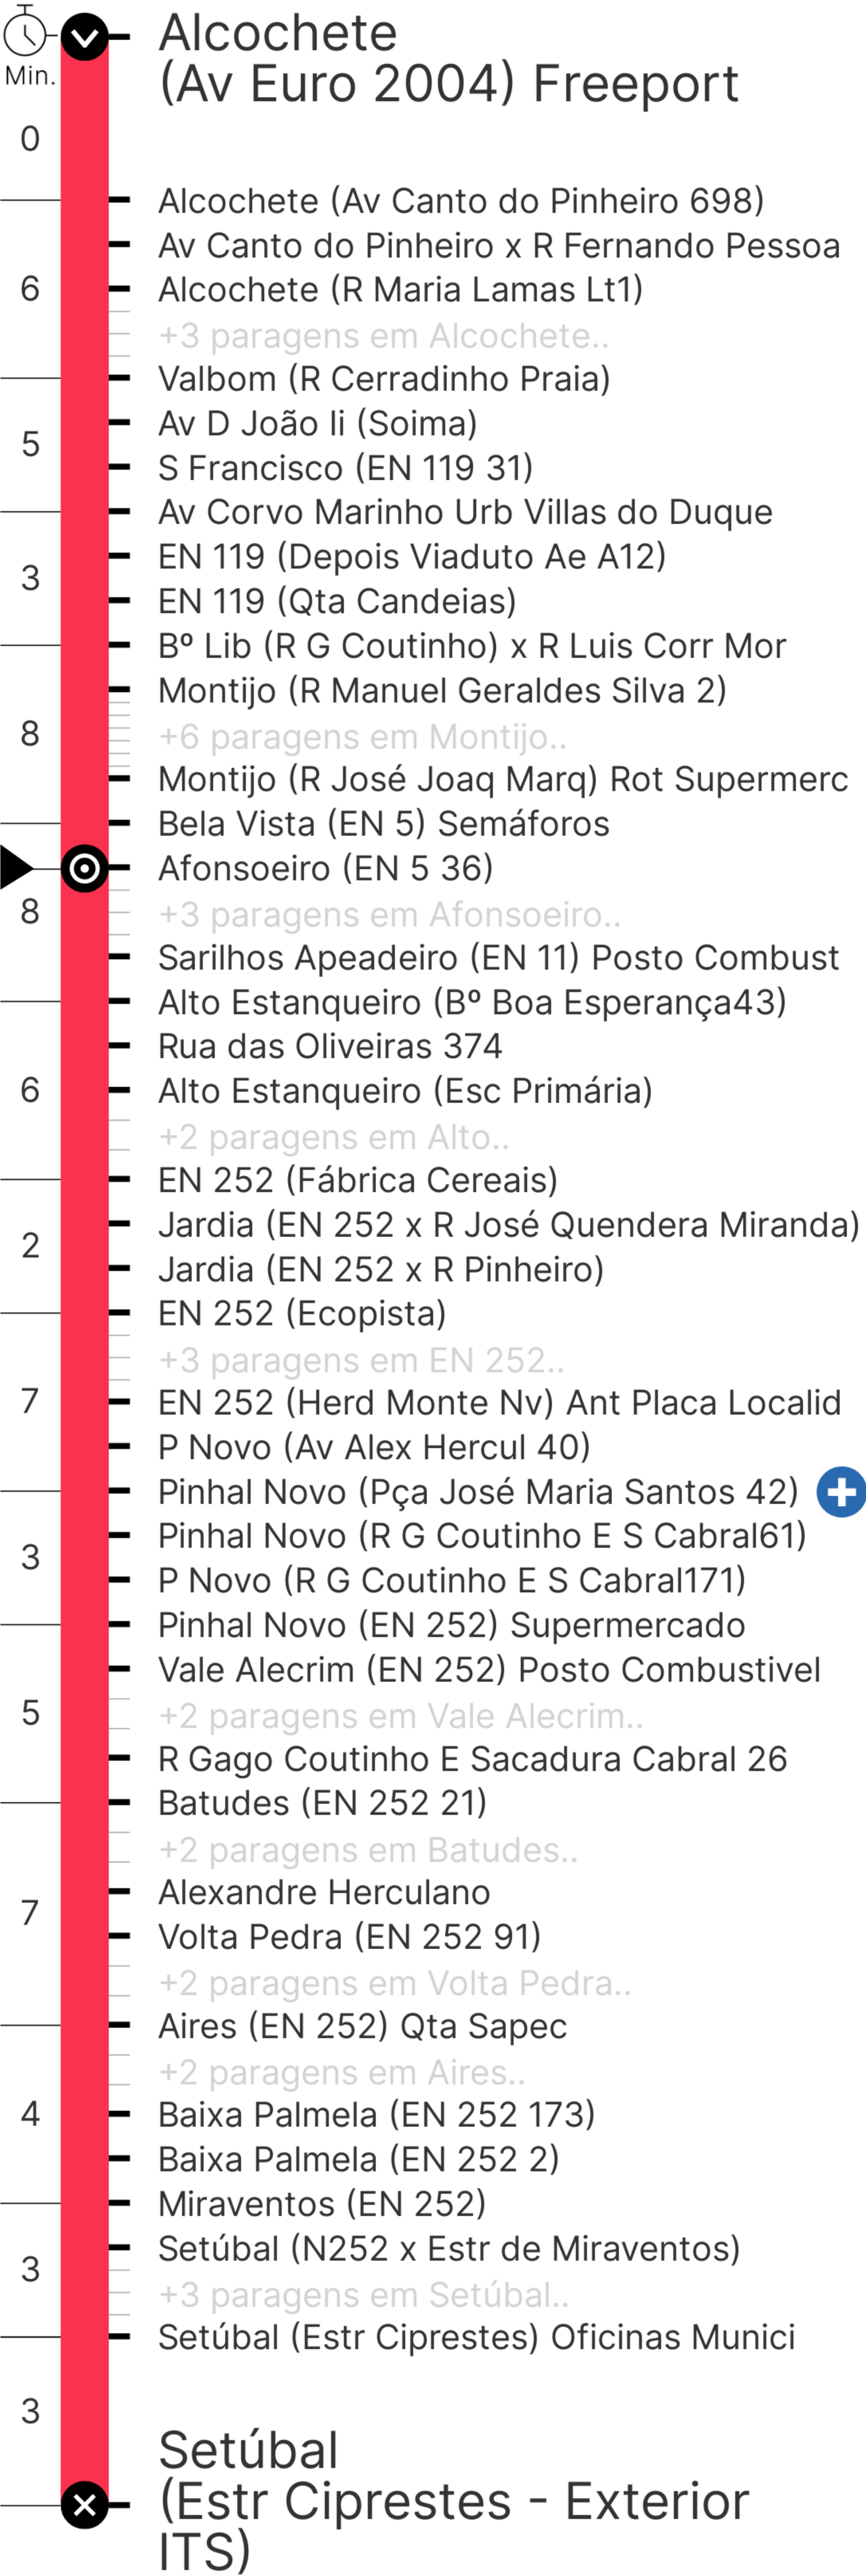 Alcochete
(Av Euro 2004) Freeport
Min.
0
Alcochete (Av Canto do Pinheiro 698)
Av Canto do Pinheiro x R Fernando Pessoa
6
Alcochete (R Maria Lamas Lt1)
+3 paragens em Alcochete..
Valbom (R Cerradinho Praia)
Av D João Ii (Soima)
5
S Francisco (EN 119 31)
Av Corvo Marinho Urb Villas do Duque
EN 119 (Depois Viaduto Ae A12)
3
EN 119 (Qta Candeias)
Bº Lib (R G Coutinho) x R Luis Corr Mor
Montijo (R Manuel Geraldes Silva 2)
8
+6 paragens em Montijo..
Montijo (R José Joaq Marq) Rot Supermerc
Bela Vista (EN 5) Semáforos
Afonsoeiro (EN 5 36)
8
+3 paragens em Afonsoeiro..
Sarilhos Apeadeiro (EN 11) Posto Combust
Alto Estanqueiro (Bº Boa Esperança43)
Rua das Oliveiras 374
6
Alto Estanqueiro (Esc Primária)
+2 paragens em Alto..
EN 252 (Fábrica Cereais)
Jardia (EN 252 x R José Quendera Miranda)
2
Jardia (EN 252 x R Pinheiro)
EN 252 (Ecopista)
+3 paragens em EN 252..
7
EN 252 (Herd Monte Nv) Ant Placa Localid
P Novo (Av Alex Hercul 40)
Pinhal Novo (Pça José Maria Santos 42)
Pinhal Novo (R G Coutinho E S Cabral61)
3
P Novo (R G Coutinho E S Cabral171)
Pinhal Novo (EN 252) Supermercado
Vale Alecrim (EN 252) Posto Combustivel
5
+2 paragens em Vale Alecrim..
R Gago Coutinho E Sacadura Cabral 26
Batudes (EN 252 21)
+2 paragens em Batudes..
Alexandre Herculano
7
Volta Pedra (EN 252 91)
+2 paragens em Volta Pedra..
Aires (EN 252) Qta Sapec
+2 paragens em Aires..
4
Baixa Palmela (EN 252 173)
Baixa Palmela (EN 252 2)
Miraventos (EN 252)
Setúbal (N252 x Estr de Miraventos)
3
+3 paragens em Setúbal..
Setúbal (Estr Ciprestes) Oficinas Munici
3
Setúbal
(Estr Ciprestes - Exterior
ITS)